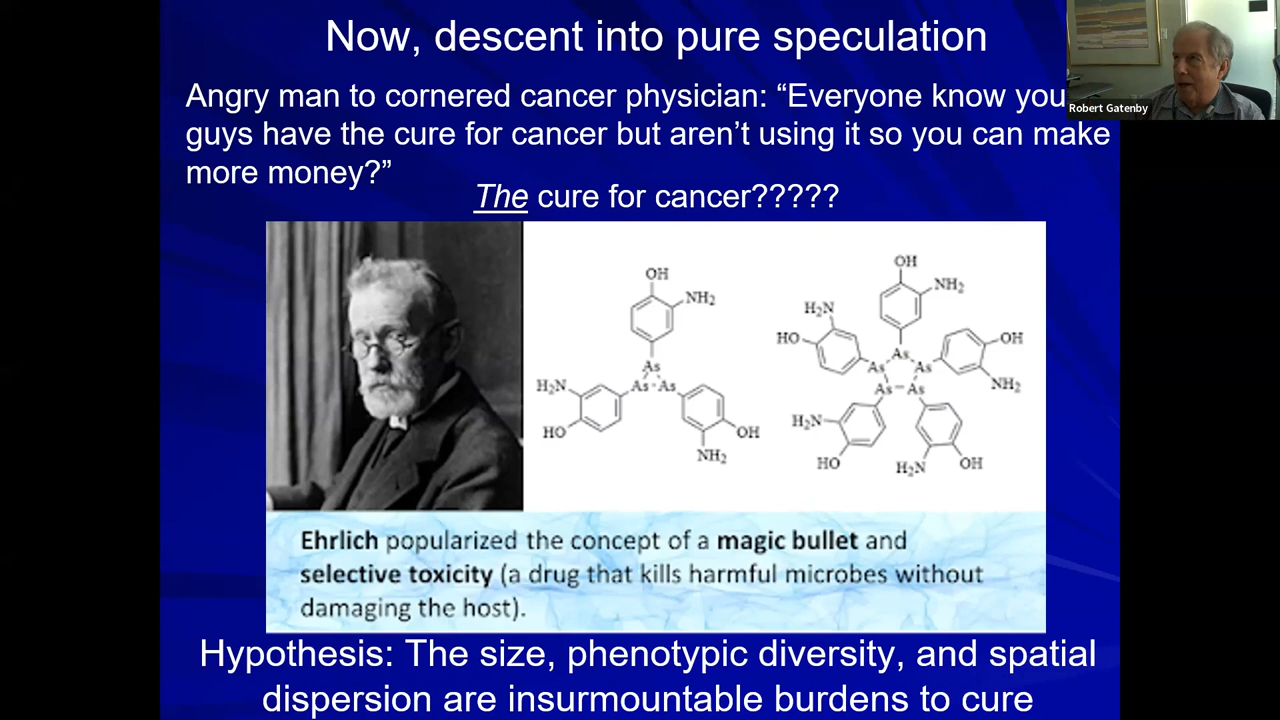 Now, descent into pure speculation
Angry man to cornered cancer physician: “Everyone know you
guys have the cure for cancer but aren’t using it so you can make
more money?”
The cure for cancer?????
Robert Gatenby
OH
NH2
As
As As
H2N
HO
OH
NH2
OH
NH2
H2N
HO
OH
NH2
As
As As
As As
H2N
HO
H2N
OH
Ehrlich popularized the concept of a magic bullet and
selective toxicity (a drug that kills harmful microbes without
damaging the host).
Hypothesis: The size, phenotypic diversity, and spatial
dispersion are insurmountable burdens to cure